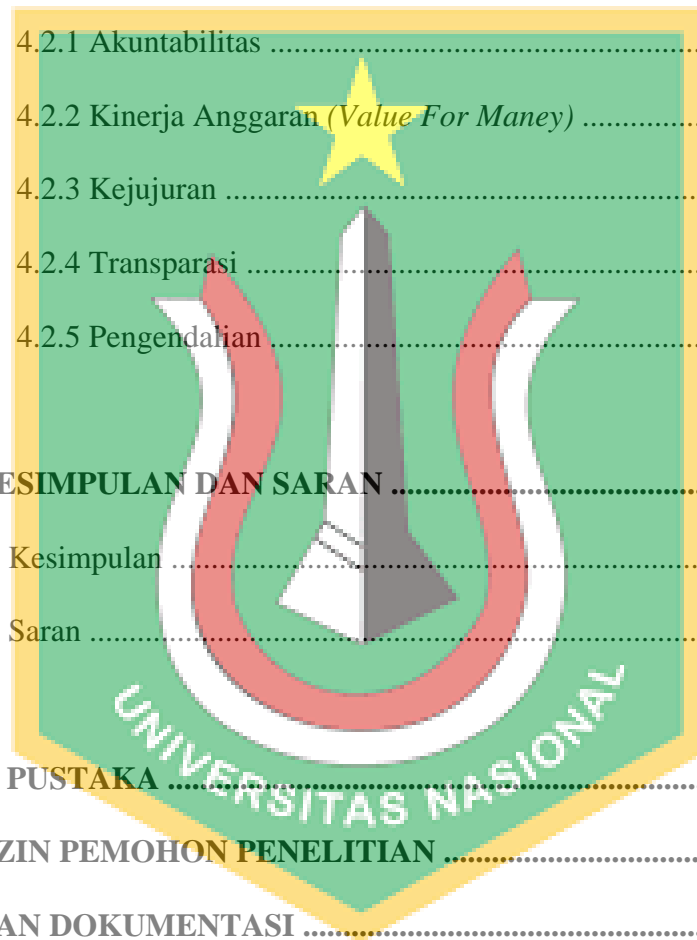 4.2.1 Akuntabilitas ........................................................
4.2.2 Kinerja Anggaran (Value For Maney) ...............
4.2.3 Kejujuran ..............................................................
4.2.4 Transparasi ...........................................................
4.2.5 Pengendalian ........................................................
ESIMPULAN DAN SARAN ........................................
Kesimpulan ...................................................................
Saran ..............................................................................
UNIVERSITAS NASIONAL
PUSTAKA ......................................................................
ZIN PEMOHON PENELITIAN .................................
AN DOKUMENTASI ...................................................